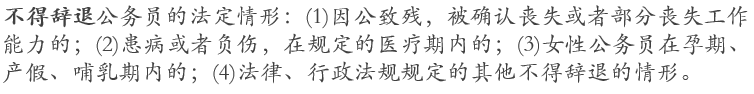 不得辞退公务员的法定情形：(1)因公致残，被确认丧失或者部分丧失工作
能力的；(2)患病或者负伤，在规定的医疗期内的；(3)女性公务员在孕期、
产假、哺乳期内的；(4)法律、行政法规规定的其他不得辞退的情形。